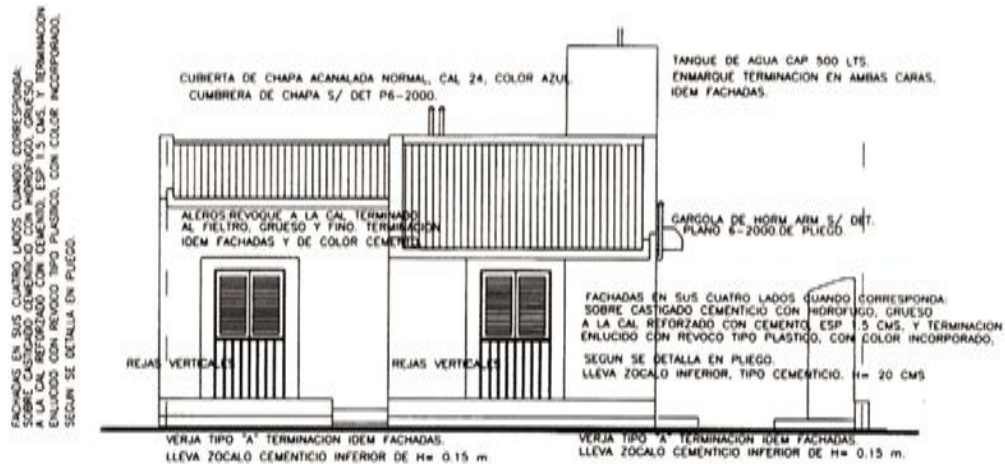 FACHADAS EN SUS CUATRO LADOS CUANDO CORRESPONDA:
SOBRE CASTIGADO CEMENTICIO CON HIDROFUGO, GRUESO
A LA CAL REFORZADO CON CEMENTO, ESP 1.5 CMS. Y TERMINACION
ENLUCIDO CON REVOCO TIPO PLASTICO, CON COLOR INCORPORADO,
SEGUN SE DETALLA EN PLIEGO.
CUBIERTA DE CHAPA ACANALADA NORMAL, CAL 24, COLOR AZUL.
CUMBRERA DE CHAPA S/ DET P6-2000.
TANQUE DE AGUA CAP 500 LTS.
ENMARQUE TERMINACION EN AMBAS CARAS,
IDEM FACHADAS.
ALEROS REVOQUE A LA CAL TERMINADO
AL FIELTRO, GRUESO Y FINO. TERMINACION
IDEM FACHADAS Y DE COLOR CEMENTO.
GARGOLA DE HORM ARM S/ DET.
PLANO 6-2000 DE PLIEGO.
FACHADAS EN SUS CUATRO LADOS CUANDO CORRESPONDA:
SOBRE CASTIGADO CEMENTICIO CON HIDROFUGO, GRUESO
A LA CAL REFORZADO CON CEMENTO, ESP 1.5 CMS, Y TERMINACION
ENLUCIDO CON REVOCO TIPO PLASTICO, CON COLOR INCORPORADO,
SEGUN SE DETALLA EN PLIEGO.
LLEVA ZOCALO INFERIOR, TIPO CEMENTICIO, H= 20 CMS
REJAS VERTICALES
REJAS VERTICALES
VERJA TIPO "A" TERMINACION IDEM FACHADAS.
LLEVA ZOCALO CEMENTICIO INFERIOR DE H= 0.15 m.
VERJA TIPO "A" TERMINACION IDEM FACHADAS.
LLEVA ZOCALO CEMENTICIO INFERIOR DE H= 0.15 m.